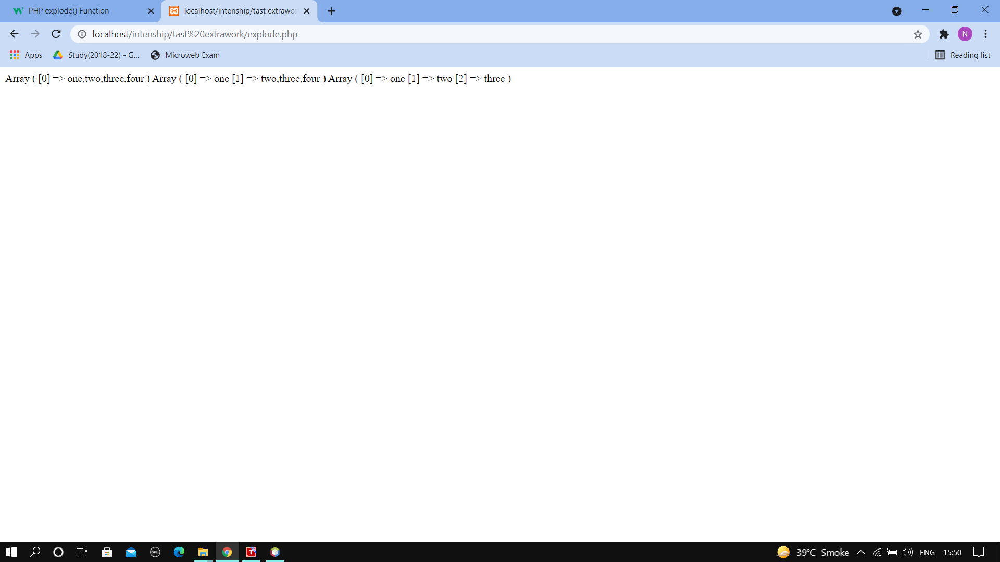 PHP explode() Function
localhost/intenship/tast extrawor
localhost/intenship/tast%20extrawork/explode.php
N
Apps
Study(2018-22) - G...
Microweb Exam
Reading list
Array ( [0] => one,two,three,four ) Array ( [0] => one [1] => two,three,four ) Array ( [0] => one [1] => two [2] => three )
DELL
T
39°C Smoke
ENG
15:50